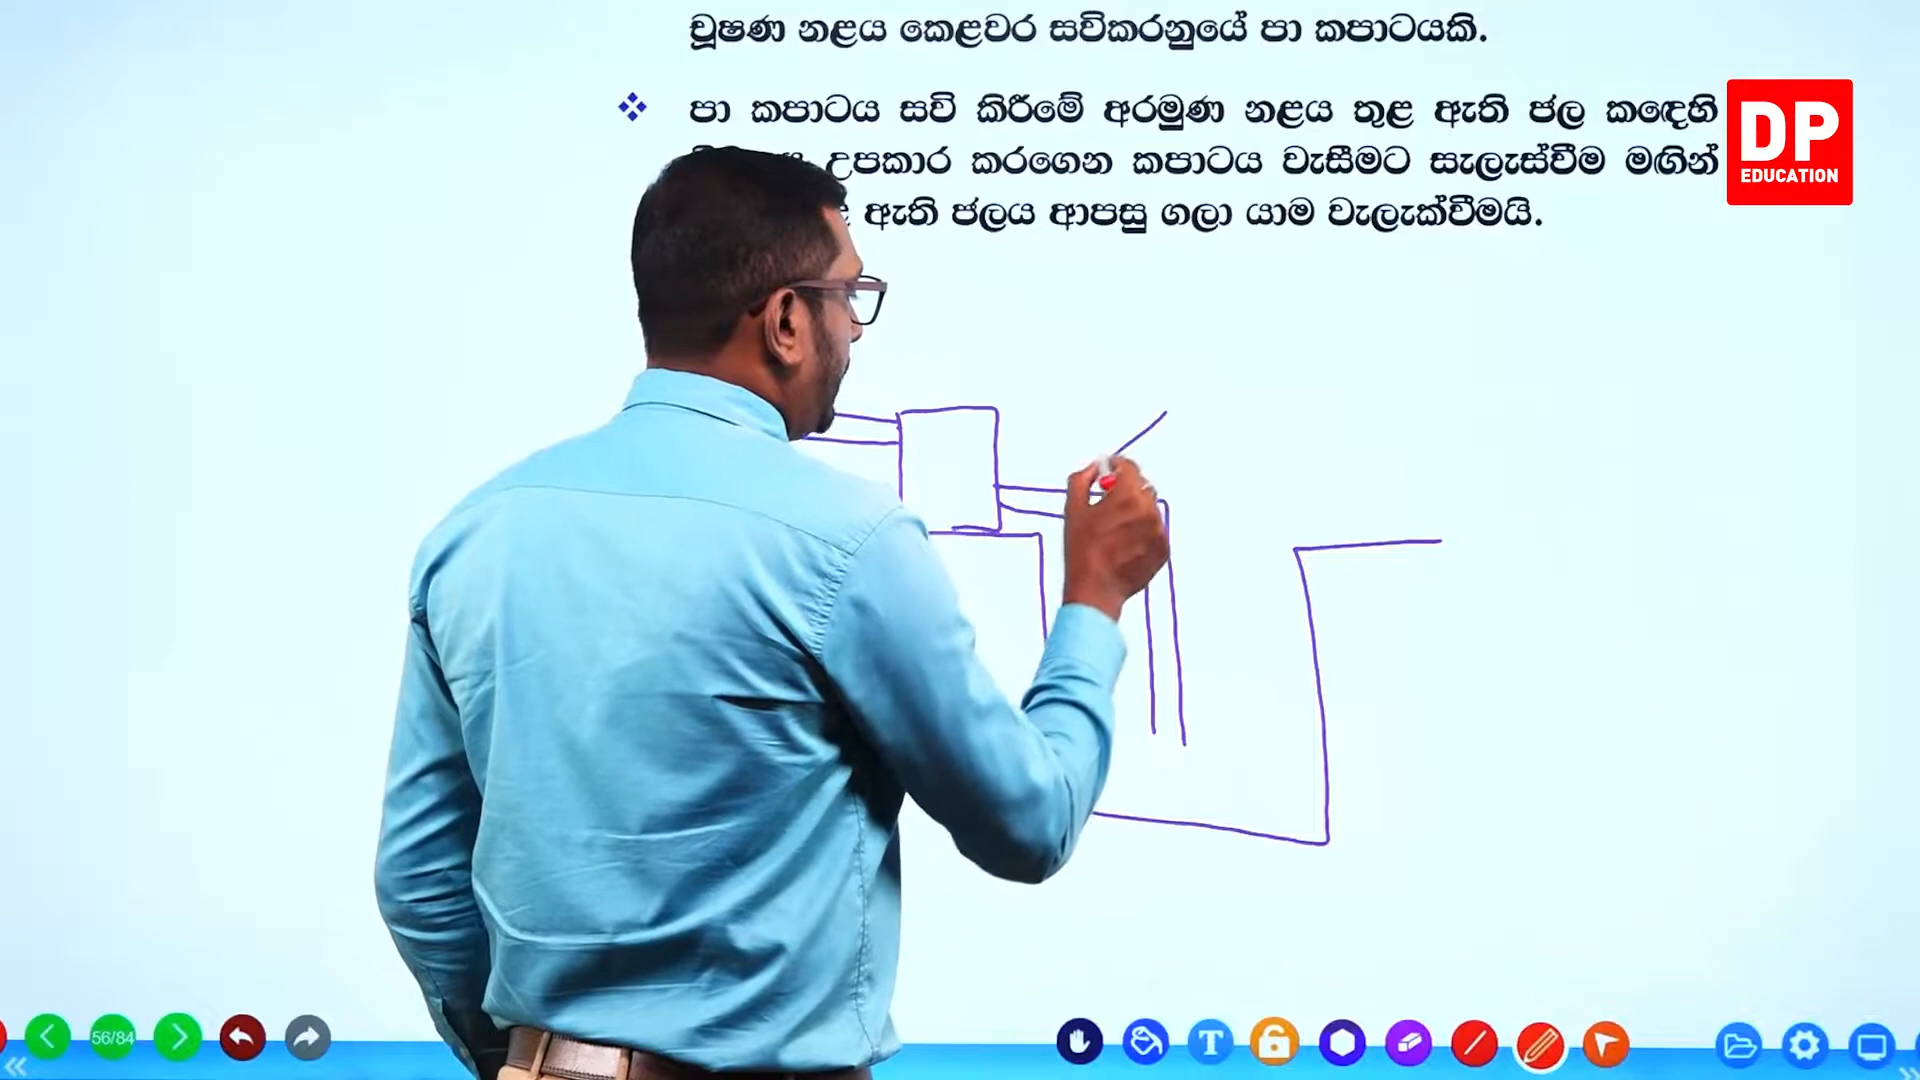 චූෂණ නළය කෙළවර සවිකරනුයේ පා කපාටයකි.
❖ පා කපාටය සවි කිරීමේ අරමුණ නළය තුළ ඇති ජල කඳෙහි
උපකාර කරගෙන කපාටය වැසීමට සැලැස්වීම මඟින්
ඇති ජලය ආපසු ගලා යාම වැලැක්වීමයි.
DP
EDUCATION
56/84
T